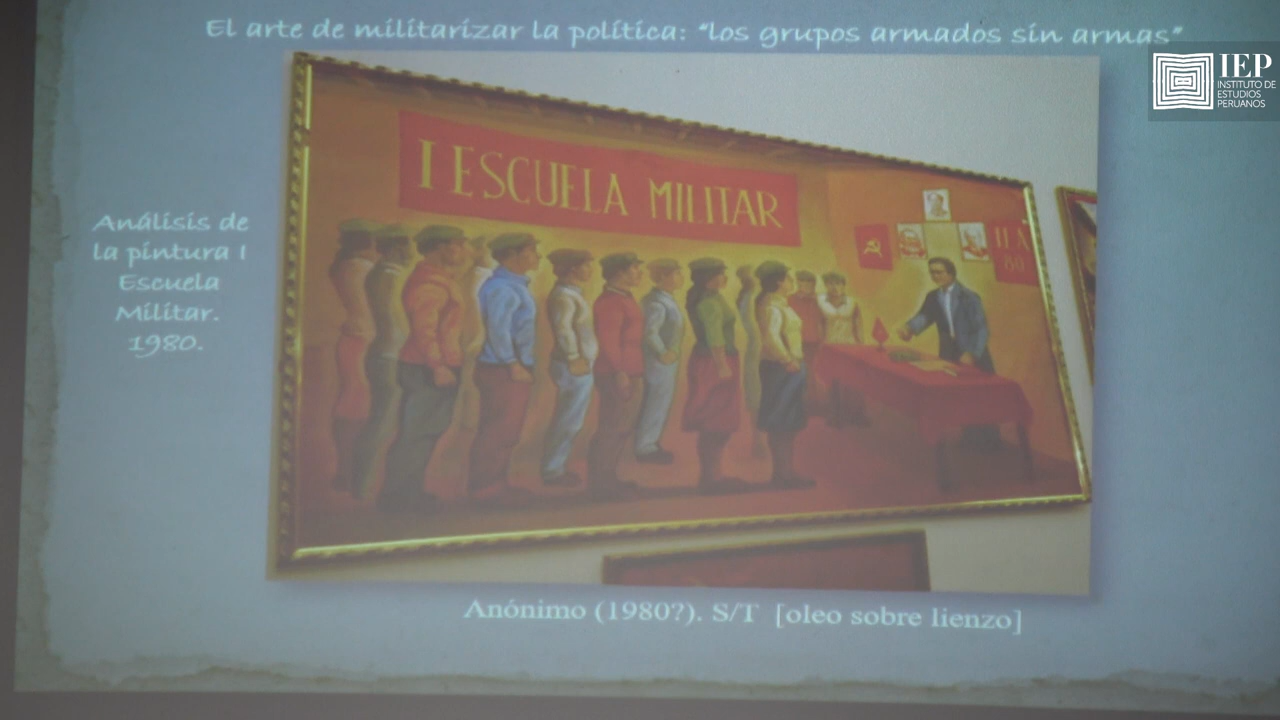 El arte de militarizar la política: "los grupos armados sin armas"
IEP
INSTITUTO DE
ESTUDIOS
PERUANOS
I ESCUELA MILITAR
Análisis de
la pintura I
Escuela
Militar.
1980.
80
Anónimo (1980?). S/T [oleo sobre lienzo]